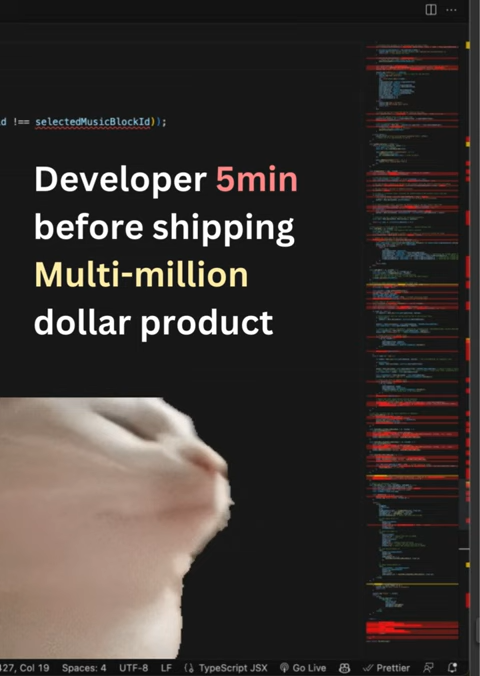 d !== selectedMusicBlockId));
Developer 5min
before shipping
Multi-million
dollar product
427, Col 19 Spaces: 4 UTF-8 LF TypeScript JSX Go Live Prettier